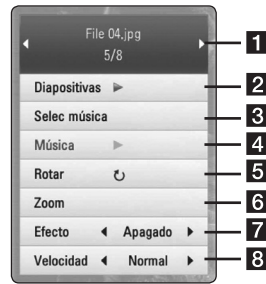 File 04.jpg
1
5/8
Diapositivas 2
Selec música 3
Música 4
Rotar 5
Zoom 6
Efecto Apagado 7
Velocidad Normal 8